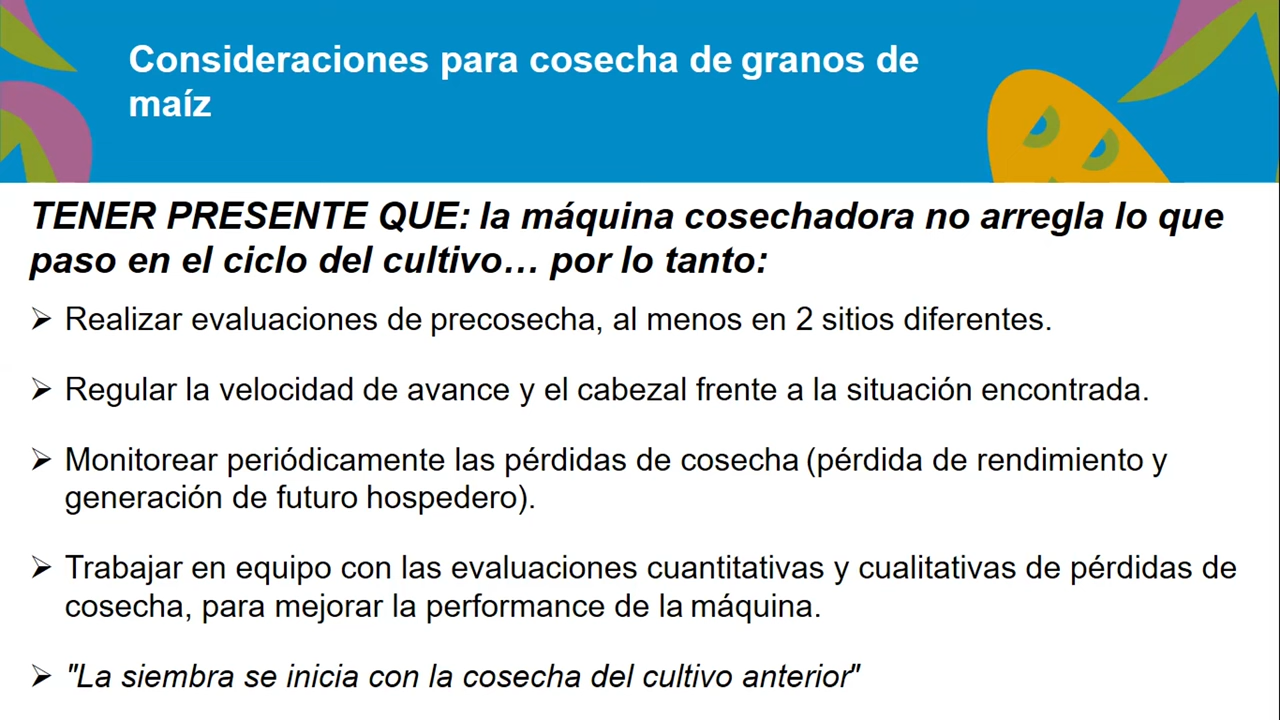 Consideraciones para cosecha de granos de
maíz
TENER PRESENTE QUE: la máquina cosechadora no arregla lo que
paso en el ciclo del cultivo… por lo tanto:
➢ Realizar evaluaciones de precosecha, al menos en 2 sitios diferentes.
➢ Regular la velocidad de avance y el cabezal frente a la situación encontrada.
➢ Monitorear periódicamente las pérdidas de cosecha (pérdida de rendimiento y
generación de futuro hospedero).
➢ Trabajar en equipo con las evaluaciones cuantitativas y cualitativas de pérdidas de
cosecha, para mejorar la performance de la máquina.
➢ "La siembra se inicia con la cosecha del cultivo anterior"